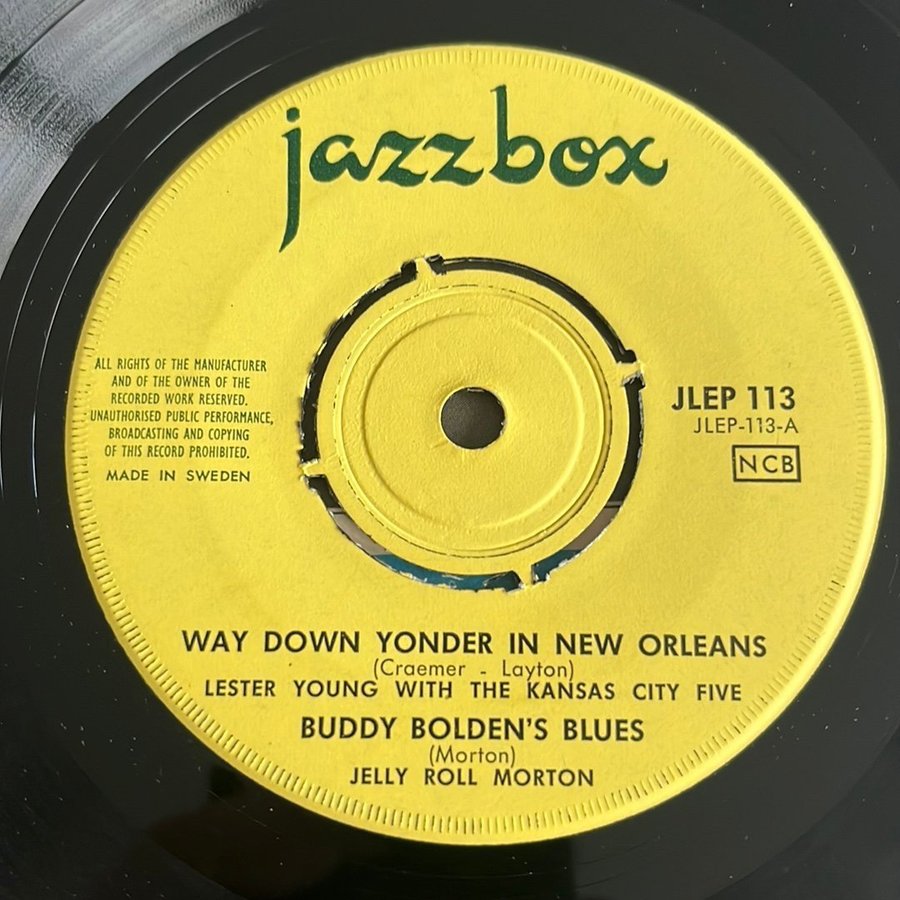 jazzbox
ALL RIGHTS OF THE MANUFACTURER
AND OF THE OWNER OF THE
RECORDED WORK RESERVED.
UNAUTHORISED PUBLIC PERFORMANCE,
BROADCASTING AND COPYING
OF THIS RECORD PROHIBITED.
MADE IN SWEDEN
JLEP 113
JLEP-113-A
NCB
WAY DOWN YONDER IN NEW ORLEANS
(Craemer - Layton)
LESTER YOUNG WITH THE KANSAS CITY FIVE
BUDDY BOLDEN'S BLUES
(Morton)
JELLY ROLL MORTON